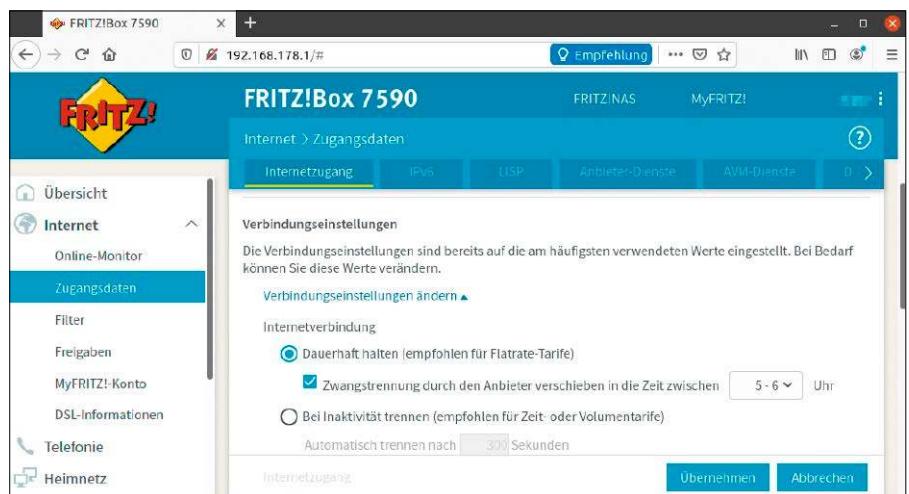 FRITZ!Box 7590
192.168.178.1/#
Empfehlung
FRITZ!
FRITZ!Box 7590
FRITZ!NAS
MyFRITZ!
Internet > Zugangsdaten
Internetzugang
IPv6
LISP
Anbieter-Dienste
AVM-Dienste
D
Übersicht
Internet
Online-Monitor
Zugangsdaten
Filter
Freigaben
MyFRITZ!-Konto
DSL-Informationen
Telefonie
Heimnetz
Verbindungseinstellungen
Die Verbindungseinstellungen sind bereits auf die am häufigsten verwendeten Werte eingestellt. Bei Bedarf
können Sie diese Werte verändern.
Verbindungseinstellungen ändern
Internetverbindung
Dauerhaft halten (empfohlen für Flatrate-Tarife)
Zwangstrennung durch den Anbieter verschieben in die Zeit zwischen 5 - 6 Uhr
Bei Inaktivität trennen (empfohlen für Zeit- oder Volumentarife)
Automatisch trennen nach 300 Sekunden
Internetzugang
Übernehmen
Abbrechen